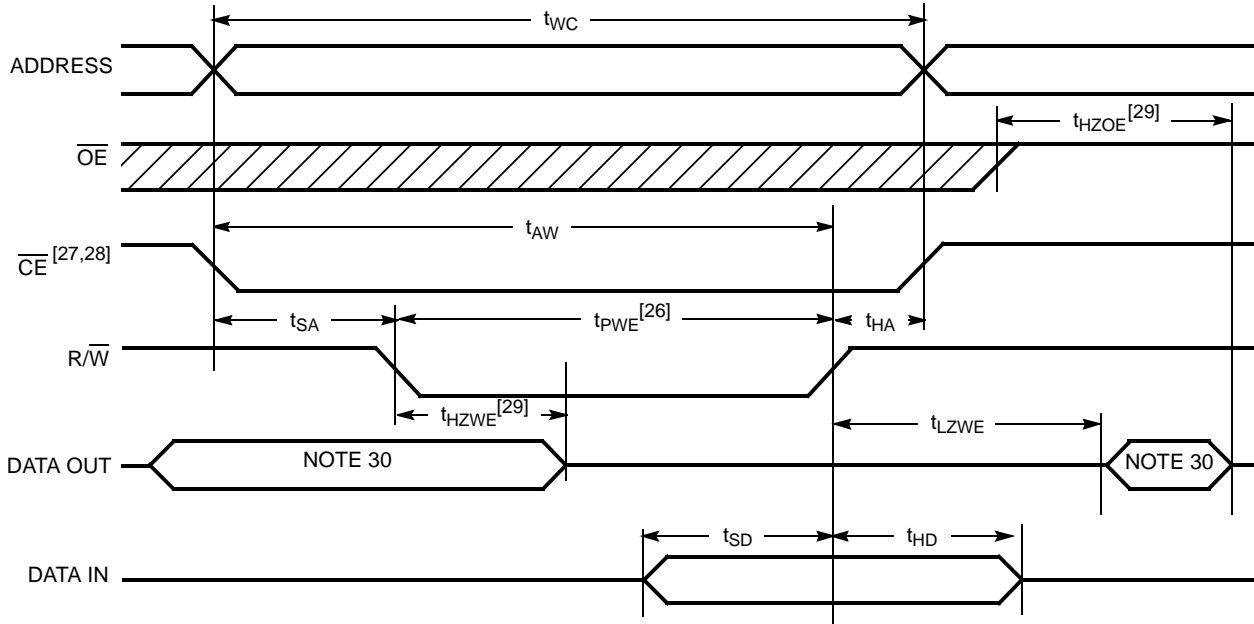 tWC
ADDRESS
tHZOE[29]
OE
tAW
CE [27,28]
tSA
tPWE[26]
tHA
R/W
tHZWE[29]
tLZWE
DATA OUT
NOTE 30
NOTE 30
tSD
tHD
DATA IN